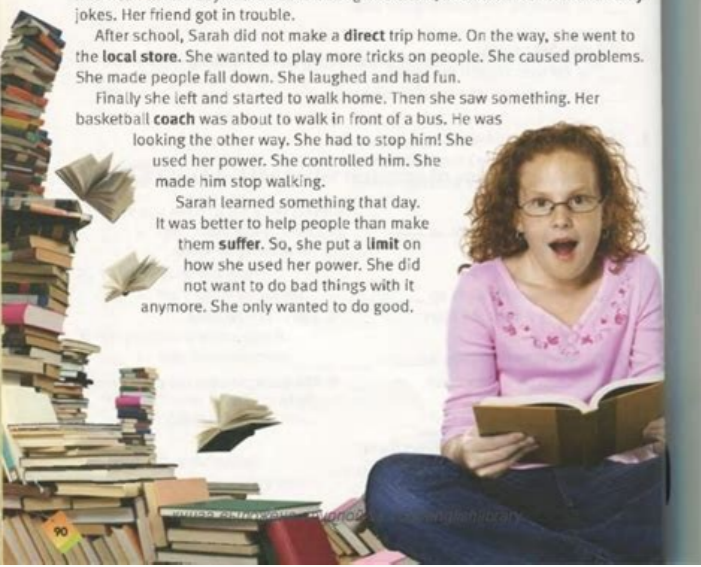 jokes. Her friend got in trouble.
After school, Sarah did not make a direct trip home. On the way, she went to
the local store. She wanted to play more tricks on people. She caused problems.
She made people fall down. She laughed and had fun.
Finally she left and started to walk home. Then she saw something. Her
basketball coach was about to walk in front of a bus. He was
looking the other way. She had to stop him! She
used her power. She controlled him. She
made him stop walking.
Sarah learned something that day.
It was better to help people than make
them suffer. So, she put a limit on
how she used her power. She did
not want to do bad things with it
anymore. She only wanted to do good.
90